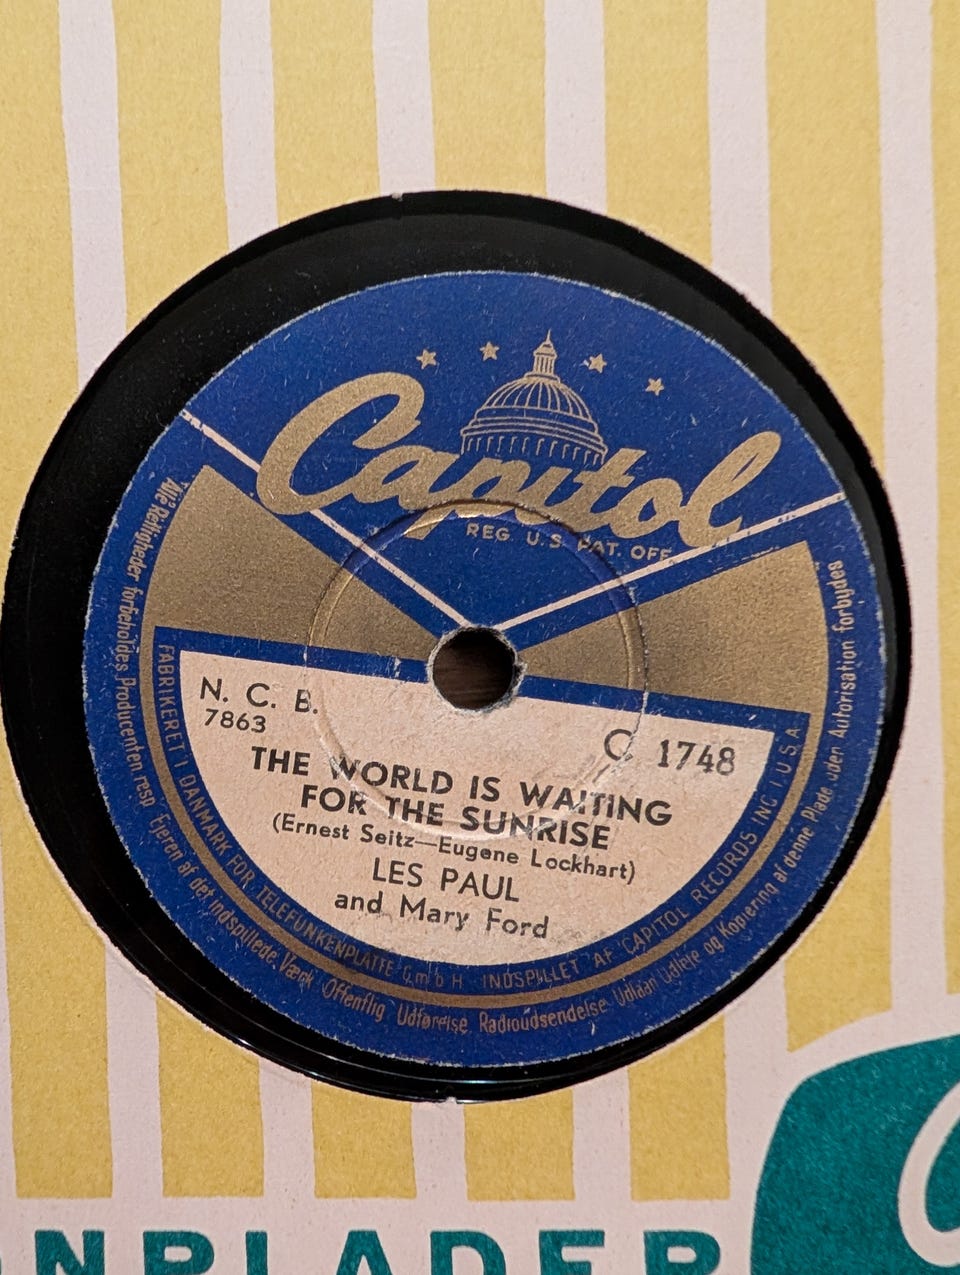 Capitol
REG. U.S. PAT. OFF.
N. C. B.
7863
C 1748
THE WORLD IS WAITING
FOR THE SUNRISE
(Ernest Seitz—Eugene Lockhart)
LES PAUL
and Mary Ford
FABRIKERET I DANMARK FOR TELEFUNKENPLATTE G.m b H. INDSPILLET AF CAPITOL RECORDS INC I U.S.A.
Alle Rettigheder forbeholdes Producenten resp. Ejeren af det indspillede Værk Offentlig Udførelse Radioudsendelse Udlaan Udleje og Kopiering af denne Plade uden Autorisation forbydes
NPLADER